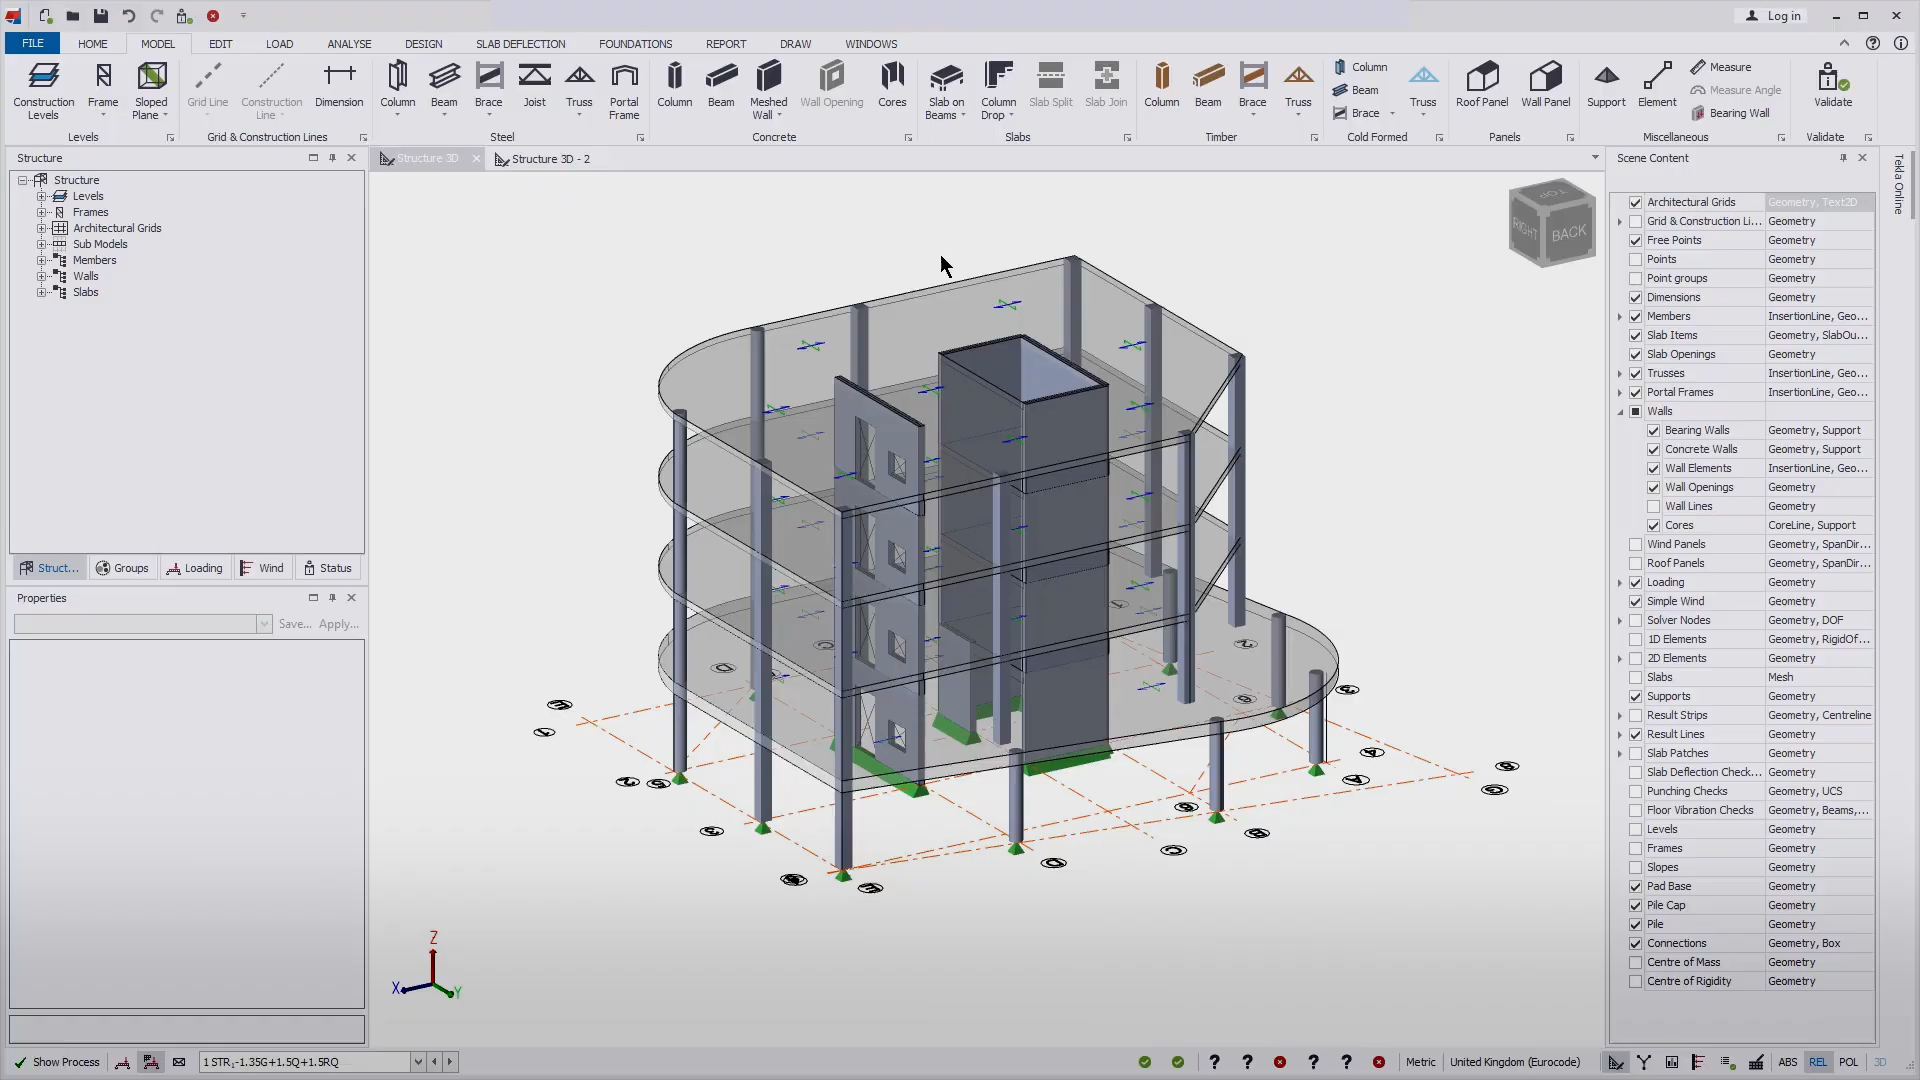 Log in
FILE HOME MODEL EDIT LOAD ANALYSE DESIGN SLAB DEFLECTION FOUNDATIONS REPORT DRAW WINDOWS
Construction Levels
Frame
Sloped Plane
Levels
Grid Line
Construction Line
Dimension
Grid & Construction Lines
Column
Beam
Brace
Joist
Truss
Portal Frame
Steel
Column
Beam
Meshed Wall
Wall Opening
Cores
Concrete
Slab on Beams
Column Drop
Slab Split
Slab Join
Slabs
Column
Beam
Brace
Truss
Timber
Column
Beam
Brace
Truss
Cold Formed
Roof Panel
Wall Panel
Panels
Support
Element
Measure
Measure Angle
Bearing Wall
Miscellaneous
Validate
Validate
Structure
Structure
Levels
Frames
Architectural Grids
Sub Models
Members
Walls
Slabs
Struct... Groups Loading Wind Status
Properties
Save... Apply...
Structure 3D
Structure 3D - 2
TOP
RIGHT
BACK
Z
X
Y
Scene Content
Tekla Online
Architectural Grids Geometry, Text2D
Grid & Construction Li... Geometry
Free Points Geometry
Points Geometry
Point groups Geometry
Dimensions Geometry
Members InsertionLine, Geo...
Slab Items Geometry, SlabOu...
Slab Openings Geometry
Trusses InsertionLine, Geo...
Portal Frames InsertionLine, Geo...
Walls
Bearing Walls Geometry, Support
Concrete Walls Geometry, Support
Wall Elements InsertionLine, Geo...
Wall Openings Geometry
Wall Lines Geometry
Cores CoreLine, Support
Wind Panels Geometry, SpanDir...
Roof Panels Geometry, SpanDir...
Loading Geometry
Simple Wind Geometry
Solver Nodes Geometry, DOF
1D Elements Geometry, RigidOf...
2D Elements Geometry
Slabs Mesh
Supports Geometry
Result Strips Geometry, Centreline
Result Lines Geometry
Slab Patches Geometry
Slab Deflection Check... Geometry
Punching Checks Geometry, UCS
Floor Vibration Checks Geometry, Beams,...
Levels Geometry
Frames Geometry
Slopes Geometry
Pad Base Geometry
Pile Cap Geometry
Pile Geometry
Connections Geometry, Box
Centre of Mass Geometry
Centre of Rigidity Geometry
Show Process
1 STR₁-1.35G+1.5Q+1.5RQ
Metric United Kingdom (Eurocode) ABS REL POL 3D